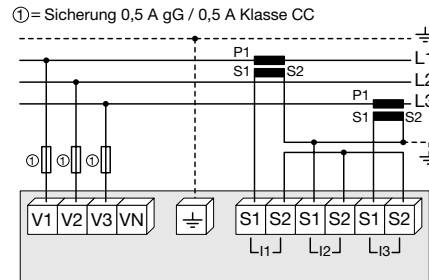 ①= Sicherung 0,5 A gG / 0,5 A Klasse CC
L1
P1
S1 S2
L2
L3
P1
S1 S2
① ① ①
V1 V2 V3 VN S1 S2 S1 S2 S1 S2
I1 I2 I3